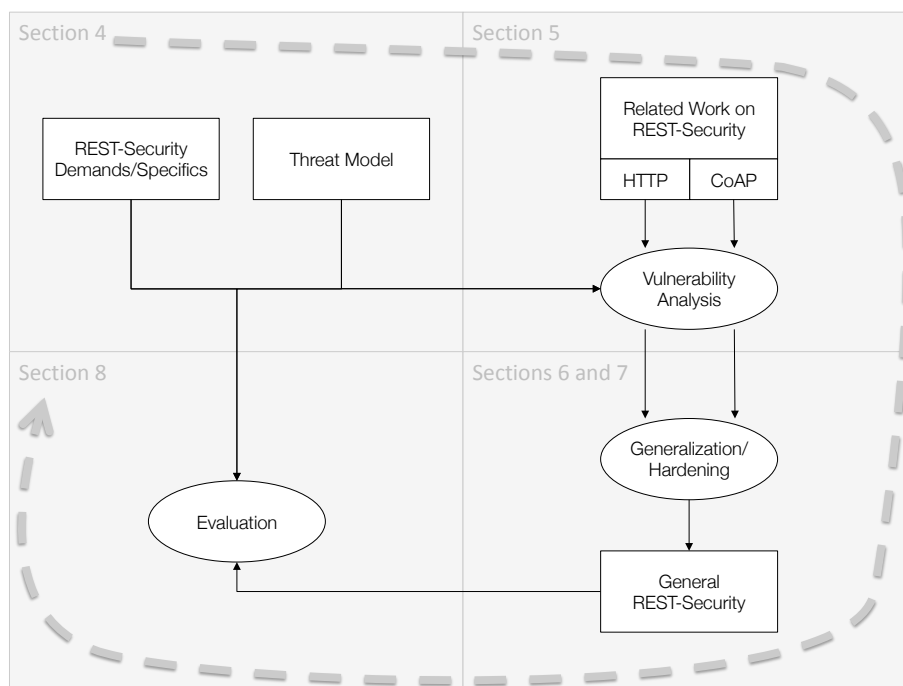 Section 4
REST-Security
Demands/Specifics
Threat Model
Section 5
Related Work on
REST-Security
HTTP
CoAP
Vulnerability
Analysis
Section 8
Evaluation
Sections 6 and 7
Generalization/
Hardening
General
REST-Security